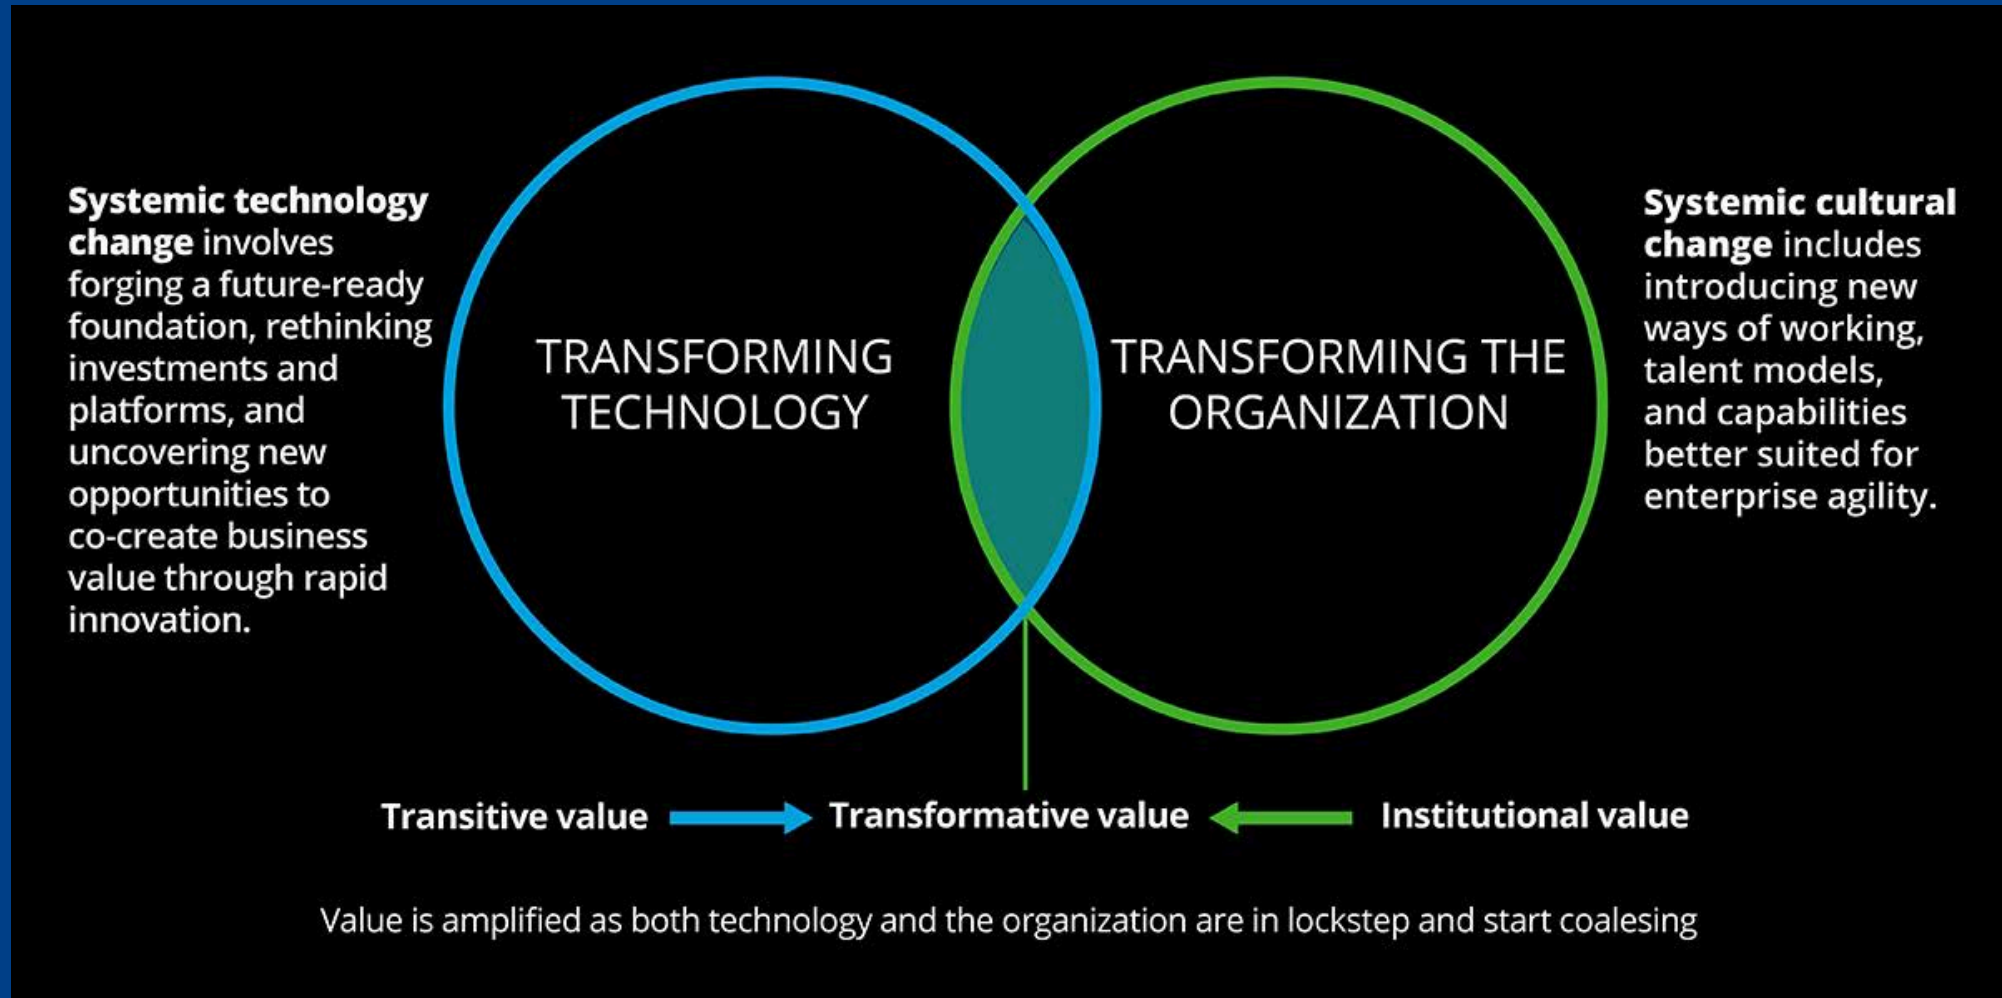 Systemic technology
change involves
forging a future-ready
foundation, rethinking
investments and
platforms, and
uncovering new
opportunities to
co-create business
value through rapid
innovation.
TRANSFORMING
TECHNOLOGY
TRANSFORMING THE
ORGANIZATION
Systemic cultural
change includes
introducing new
ways of working,
talent models,
and capabilities
better suited for
enterprise agility.
Transitive value Transformative value Institutional value
Value is amplified as both technology and the organization are in lockstep and start coalesing